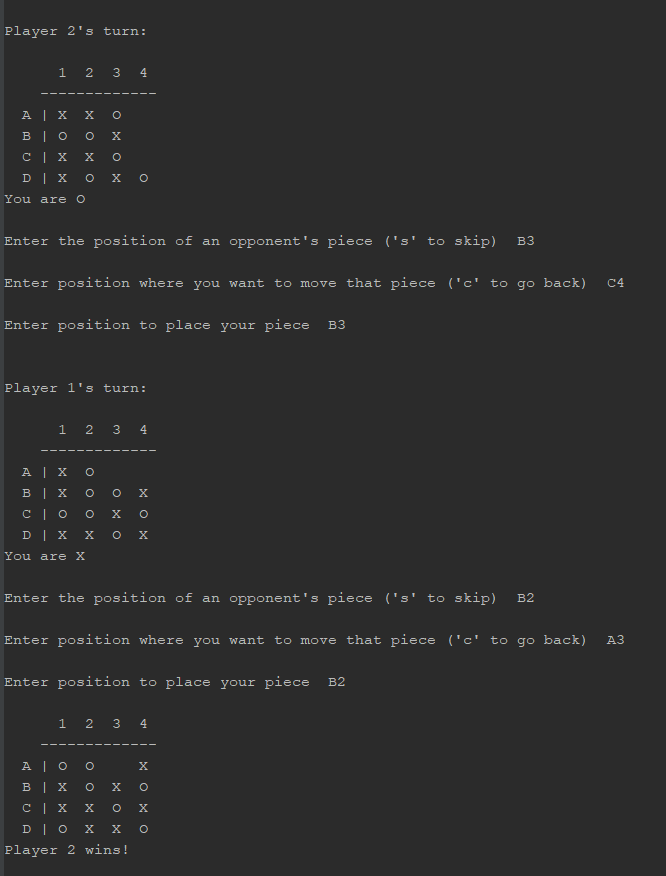 Player 2's turn:
      1  2  3  4
    -------------
  A | X  X  O
  B | O  O  X
  C | X  X  O
  D | X  O  X  O
You are O
Enter the position of an opponent's piece ('s' to skip)  B3
Enter position where you want to move that piece ('c' to go back)  C4
Enter position to place your piece  B3
Player 1's turn:
      1  2  3  4
    -------------
  A | X  O
  B | X  O  O  X
  C | O  O  X  O
  D | X  X  O  X
You are X
Enter the position of an opponent's piece ('s' to skip)  B2
Enter position where you want to move that piece ('c' to go back)  A3
Enter position to place your piece  B2
      1  2  3  4
    -------------
  A | O  O     X
  B | X  O  X  O
  C | X  X  O  X
  D | O  X  X  O
Player 2 wins!